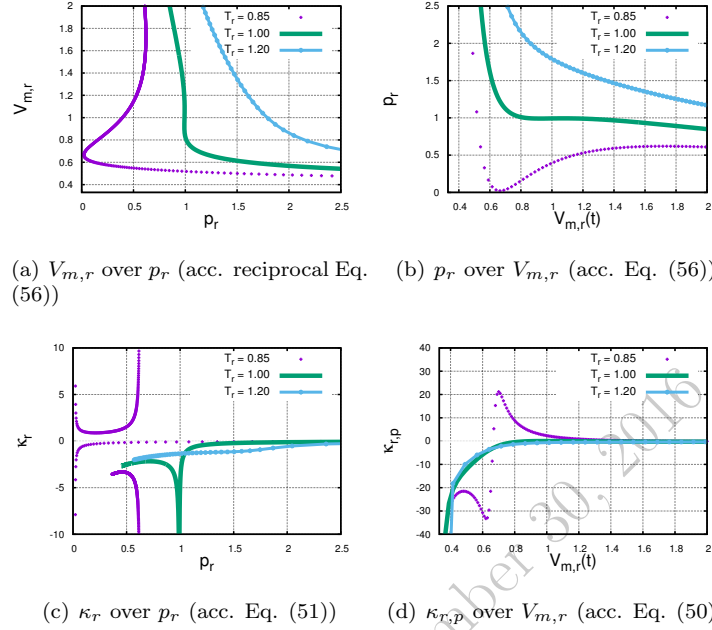 2
1.8
1.6
1.4
1.2
1
0.8
0.6
0.4
V_{m,r}
0 0.5 1 1.5 2 2.5
p_r
T_r = 0.85
T_r = 1.00
T_r = 1.20
2.5
2
1.5
1
0.5
0
p_r
0.4 0.6 0.8 1 1.2 1.4 1.6 1.8 2
V_{m,r}(t)
T_r = 0.85
T_r = 1.00
T_r = 1.20
(a) V_{m,r} over p_r (acc. reciprocal Eq.
(56))
(b) p_r over V_{m,r} (acc. Eq. (56))
10
5
0
-5
-10
κ_r
0 0.5 1 1.5 2 2.5
p_r
T_r = 0.85
T_r = 1.00
T_r = 1.20
40
30
20
10
0
-10
-20
-30
-40
κ_{r,p}
0.4 0.6 0.8 1 1.2 1.4 1.6 1.8 2
V_{m,r}(t)
T_r = 0.85
T_r = 1.00
T_r = 1.20
mber 30, 2016
(c) κ_r over p_r (acc. Eq. (51))
(d) κ_{r,p} over V_{m,r} (acc. Eq. (50)